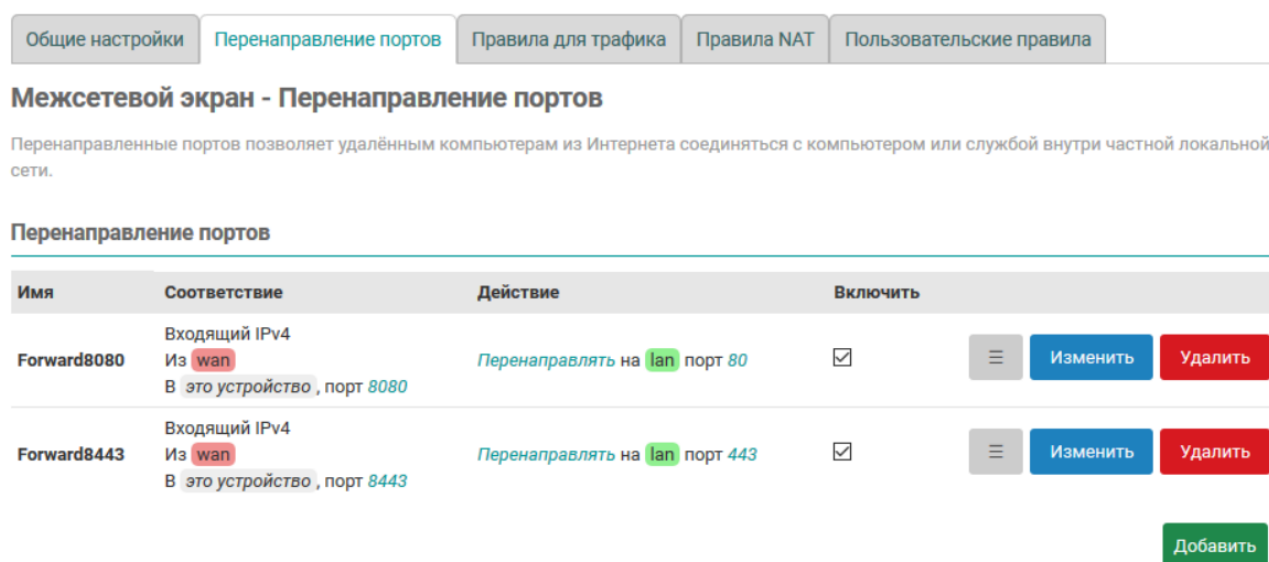 Общие настройки Перенаправление портов Правила для трафика Правила NAT Пользовательские правила
Межсетевой экран - Перенаправление портов
Перенаправленные портов позволяет удалённым компьютерам из Интернета соединяться с компьютером или службой внутри частной локальной
сети.
Перенаправление портов
Имя Соответствие Действие Включить
Входящий IPv4
Forward8080 Из wan Перенаправлять на lan порт 80 Изменить Удалить
В это устройство , порт 8080
Входящий IPv4
Forward8443 Из wan Перенаправлять на lan порт 443 Изменить Удалить
В это устройство , порт 8443
Добавить